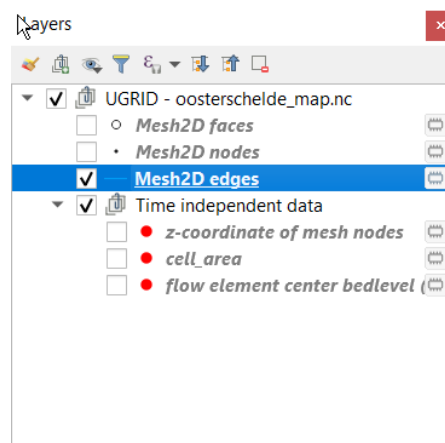 Layers
UGRID - oosterschelde_map.nc
Mesh2D faces
Mesh2D nodes
Mesh2D edges
Time independent data
z-coordinate of mesh nodes
cell_area
flow element center bedlevel (